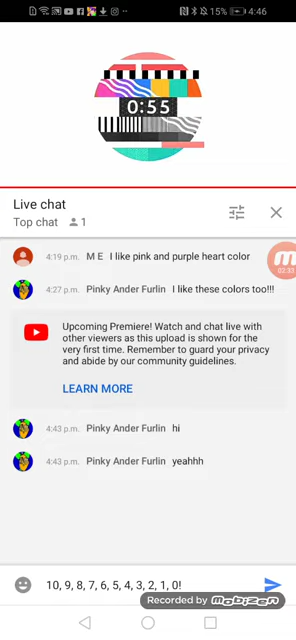 15% 4:46
0:55
Live chat
Top chat 1
4:19 p.m. M E I like pink and purple heart color
02:33
4:27 p.m. Pinky Ander Furlin I like these colors too!!!
Upcoming Premiere! Watch and chat live with
other viewers as this upload is shown for the
very first time. Remember to guard your privacy
and abide by our community guidelines.
LEARN MORE
4:43 p.m. Pinky Ander Furlin hi
4:43 p.m. Pinky Ander Furlin yeahhh
10, 9, 8, 7, 6, 5, 4, 3, 2, 1, 0!
Recorded by Mobizen